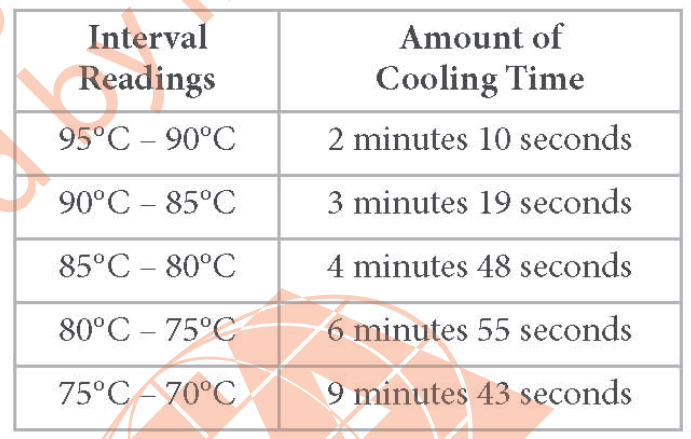 Interval
Readings
Amount of
Cooling Time
95°C – 90°C 2 minutes 10 seconds
90°C – 85°C 3 minutes 19 seconds
85°C – 80°C 4 minutes 48 seconds
80°C – 75°C 6 minutes 55 seconds
75°C – 70°C 9 minutes 43 seconds